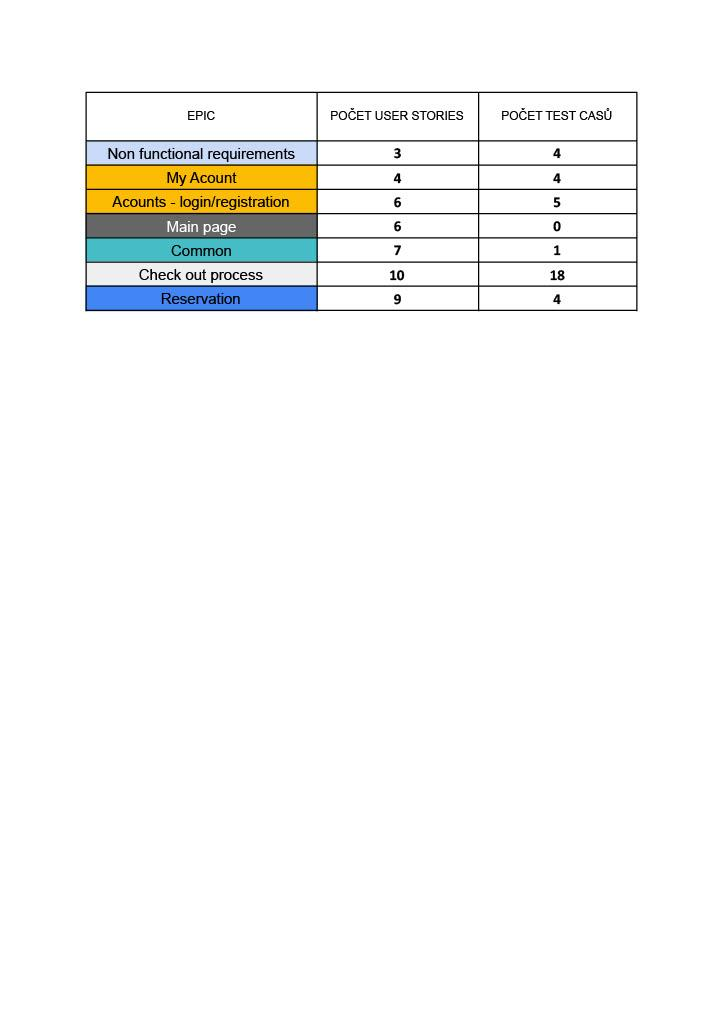 EPIC POČET USER STORIES POČET TEST CASŮ
Non functional requirements 3 4
My Acount 4 4
Acounts - login/registration 6 5
Main page 6 0
Common 7 1
Check out process 10 18
Reservation 9 4